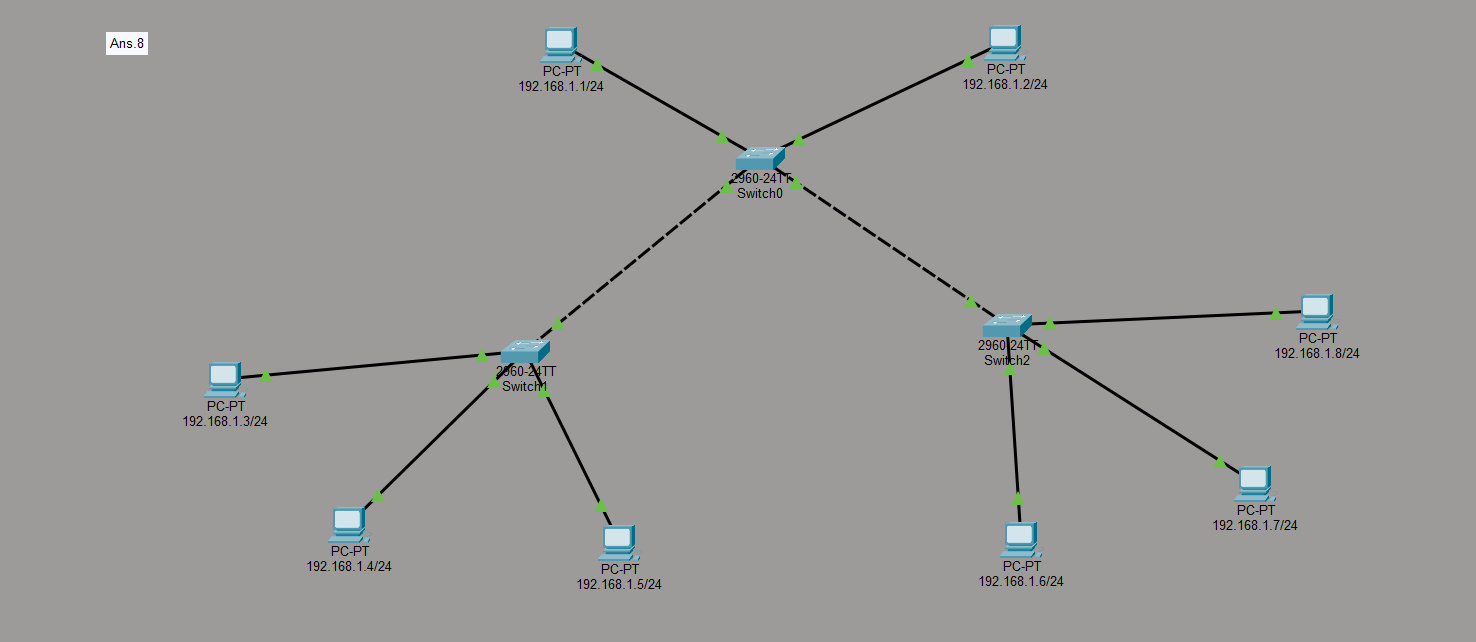 Ans.8
PC-PT
192.168.1.1/24
PC-PT
192.168.1.2/24
2960-24TT
Switch0
2960-24TT
Switch1
2960-24TT
Switch2
PC-PT
192.168.1.3/24
PC-PT
192.168.1.4/24
PC-PT
192.168.1.5/24
PC-PT
192.168.1.6/24
PC-PT
192.168.1.7/24
PC-PT
192.168.1.8/24